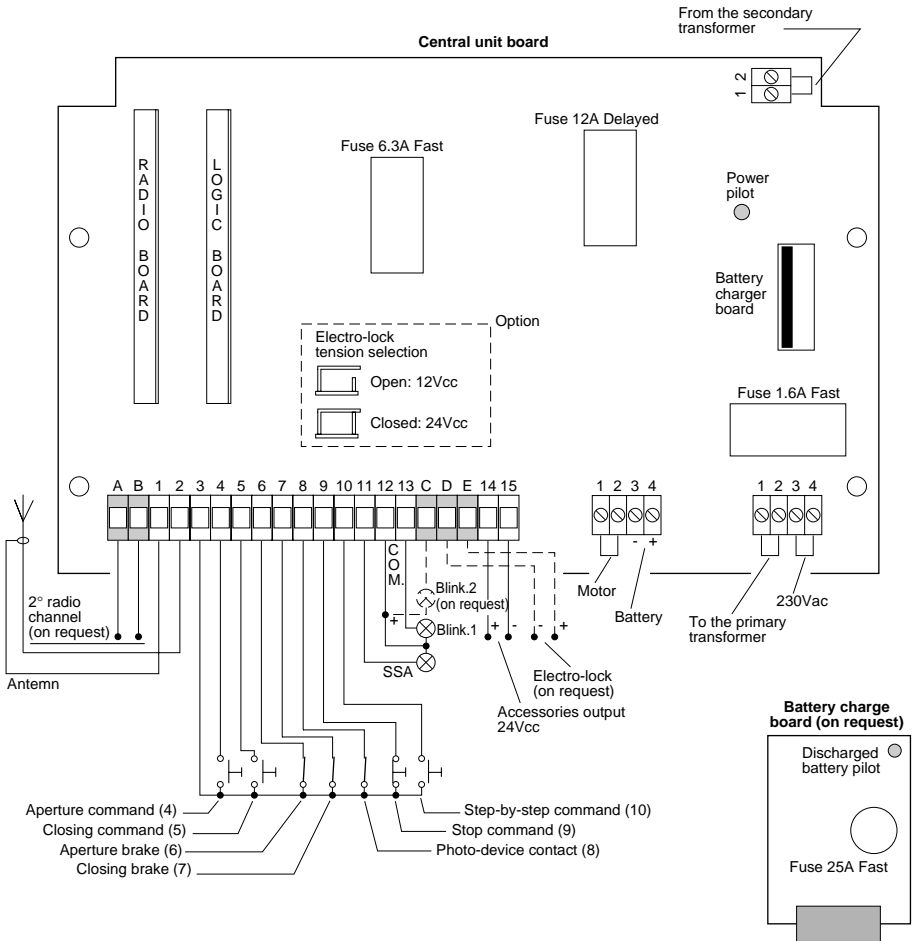 From the secondary
transformer
Central unit board
2
1
Fuse 12A Delayed
Fuse 6.3A Fast
RADIO BOARD
LOGIC BOARD
Power
pilot
Battery
charger
board
Option
Electro-lock
tension selection
Open: 12Vcc
Closed: 24Vcc
Fuse 1.6A Fast
A B 1 2 3 4 5 6 7 8 9 10 11 12 13 C D E 14 15
1 2 3 4
1 2 3 4
- +
COM.
Motor
Battery
230Vac
To the primary
transformer
2° radio
channel
(on request)
Blink.2
(on request)
+
Blink.1
+ -
- +
SSA
Antemn
Electro-lock
(on request)
Accessories output
24Vcc
Battery charge
board (on request)
Discharged
battery pilot
Fuse 25A Fast
Aperture command (4)
Closing command (5)
Aperture brake (6)
Closing brake (7)
Step-by-step command (10)
Stop command (9)
Photo-device contact (8)